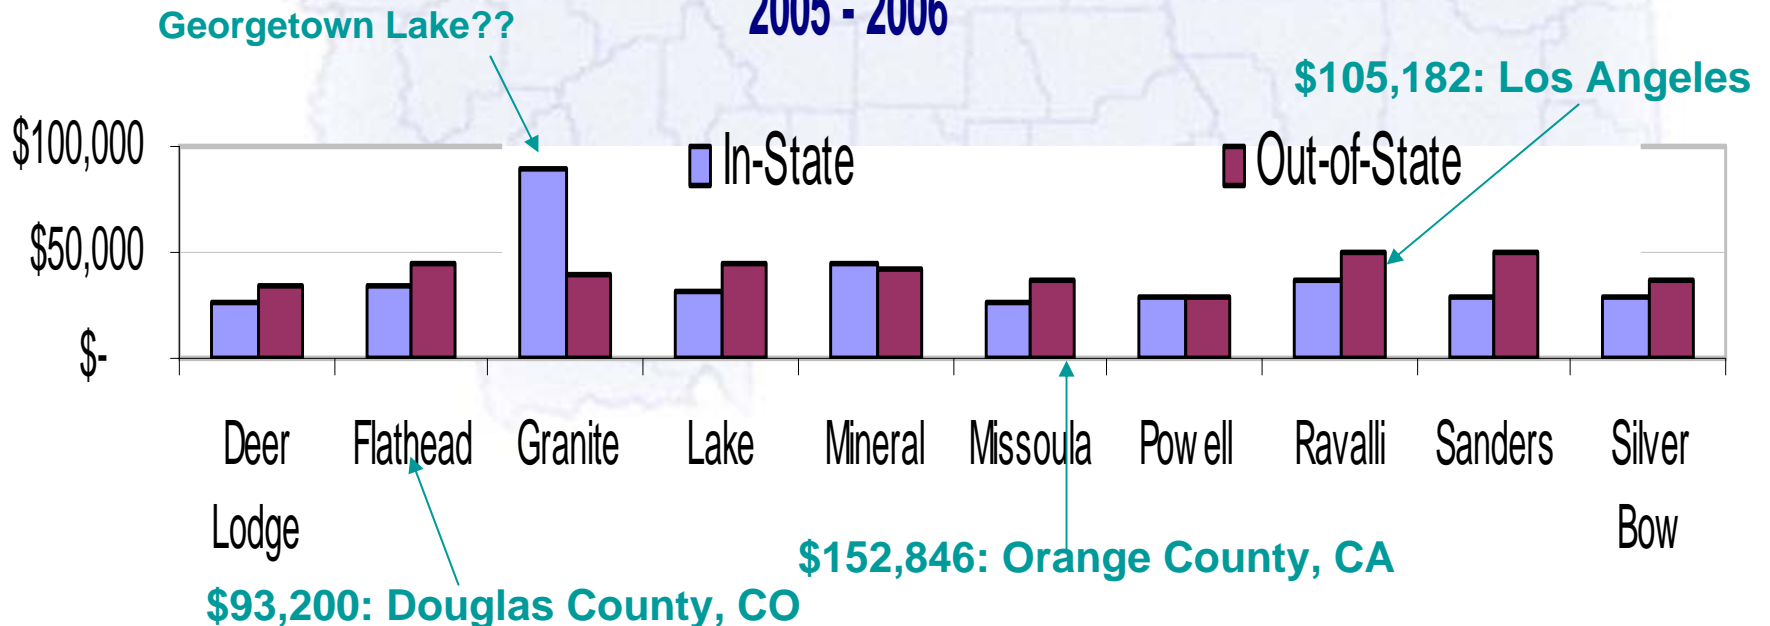 2005 - 2006
Georgetown Lake??
$105,182: Los Angeles
$100,000
In-State
Out-of-State
$50,000
$-
Deer Lodge
Flathead
Granite
Lake
Mineral
Missoula
Powell
Ravalli
Sanders
Silver Bow
$152,846: Orange County, CA
$93,200: Douglas County, CO